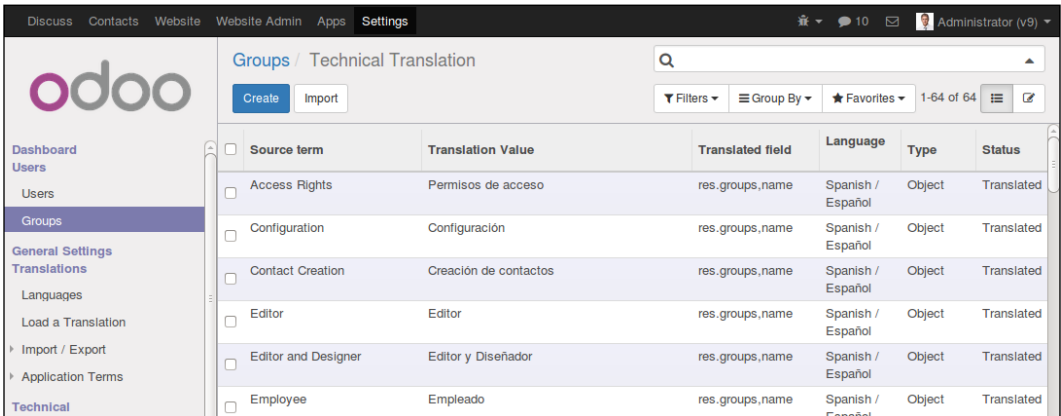 Discuss Contacts Website Website Admin Apps Settings 10 Administrator (v9)
odoo
Groups / Technical Translation
Create Import Filters Group By Favorites 1-64 of 64
Dashboard
Users
Users
Groups
General Settings
Translations
Languages
Load a Translation
Import / Export
Application Terms
Technical
Source term Translation Value Translated field Language Type Status
Access Rights Permisos de acceso res.groups,name Spanish / Español Object Translated
Configuration Configuración res.groups,name Spanish / Español Object Translated
Contact Creation Creación de contactos res.groups,name Spanish / Español Object Translated
Editor Editor res.groups,name Spanish / Español Object Translated
Editor and Designer Editor y Diseñador res.groups,name Spanish / Español Object Translated
Employee Empleado res.groups,name Spanish / Español Object Translated